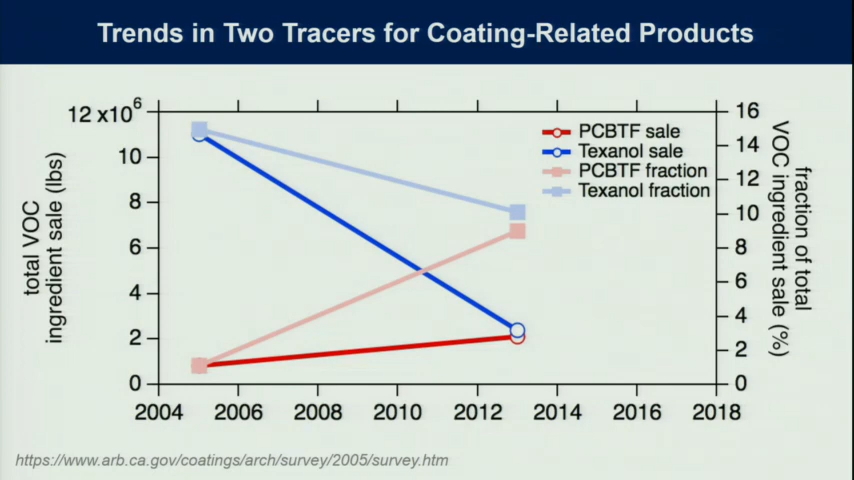 Trends in Two Tracers for Coating-Related Products
12 x10⁶
10
8
6
4
2
0
total VOC
ingredient sale (lbs)
PCBTF sale
Texanol sale
PCBTF fraction
Texanol fraction
16
14
12
10
8
6
4
2
0
fraction of total
VOC ingredient sale (%)
2004 2006 2008 2010 2012 2014 2016 2018
https://www.arb.ca.gov/coatings/arch/survey/2005/survey.htm